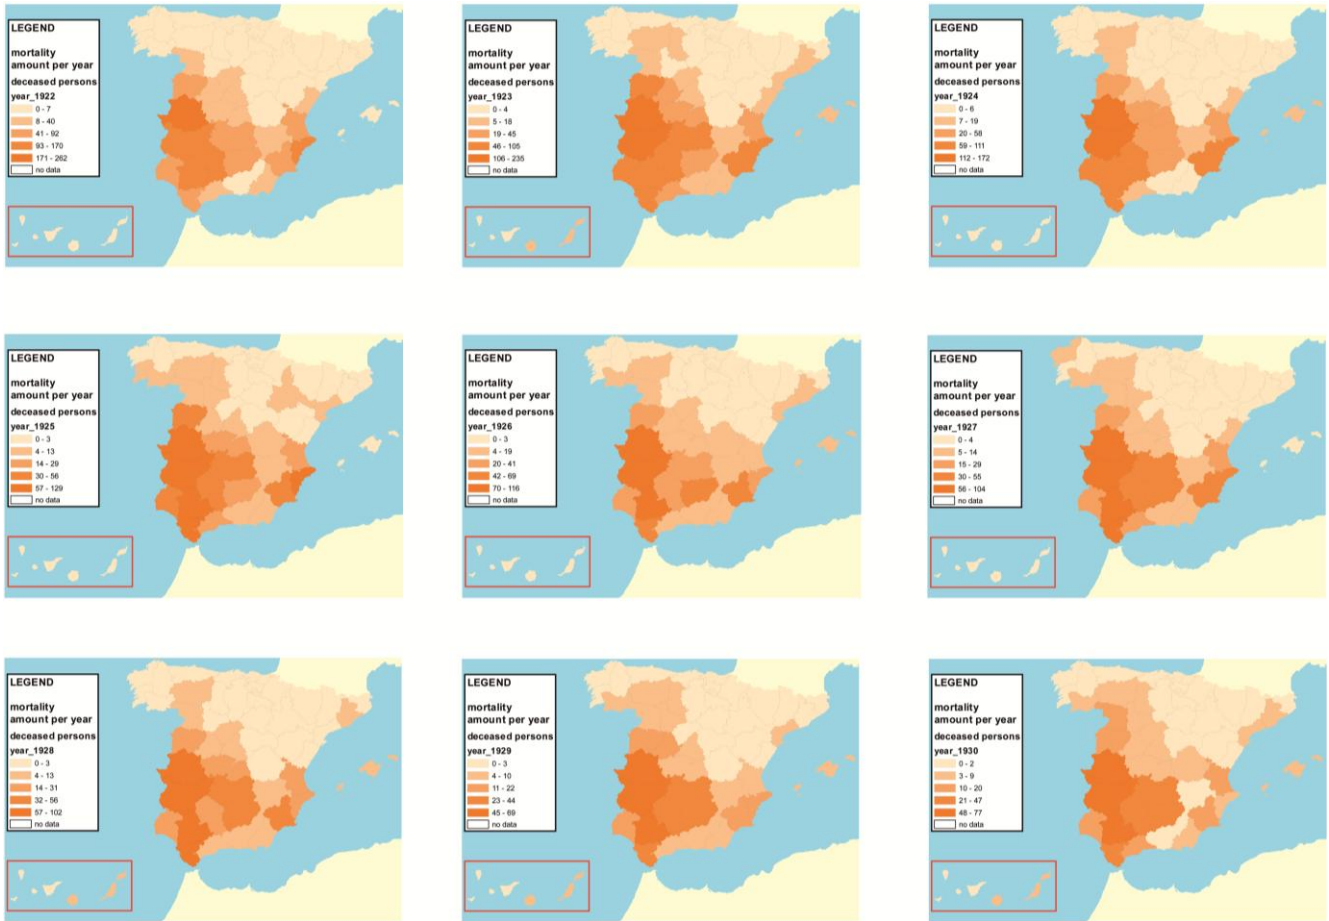 LEGEND
mortality
amount per year
deceased persons
year_1922
0 - 7
8 - 40
41 - 92
93 - 170
171 - 262
no data
LEGEND
mortality
amount per year
deceased persons
year_1923
0 - 4
5 - 18
19 - 45
46 - 105
106 - 235
no data
LEGEND
mortality
amount per year
deceased persons
year_1924
0 - 6
7 - 19
20 - 58
59 - 111
112 - 172
no data
LEGEND
mortality
amount per year
deceased persons
year_1925
0 - 3
4 - 13
14 - 29
30 - 56
57 - 129
no data
LEGEND
mortality
amount per year
deceased persons
year_1926
0 - 3
4 - 19
20 - 41
42 - 69
70 - 116
no data
LEGEND
mortality
amount per year
deceased persons
year_1927
0 - 4
5 - 14
15 - 29
30 - 55
56 - 104
no data
LEGEND
mortality
amount per year
deceased persons
year_1928
0 - 3
4 - 13
14 - 31
32 - 56
57 - 102
no data
LEGEND
mortality
amount per year
deceased persons
year_1929
0 - 3
4 - 10
11 - 22
23 - 44
45 - 69
no data
LEGEND
mortality
amount per year
deceased persons
year_1930
0 - 2
3 - 9
10 - 20
21 - 47
48 - 77
no data